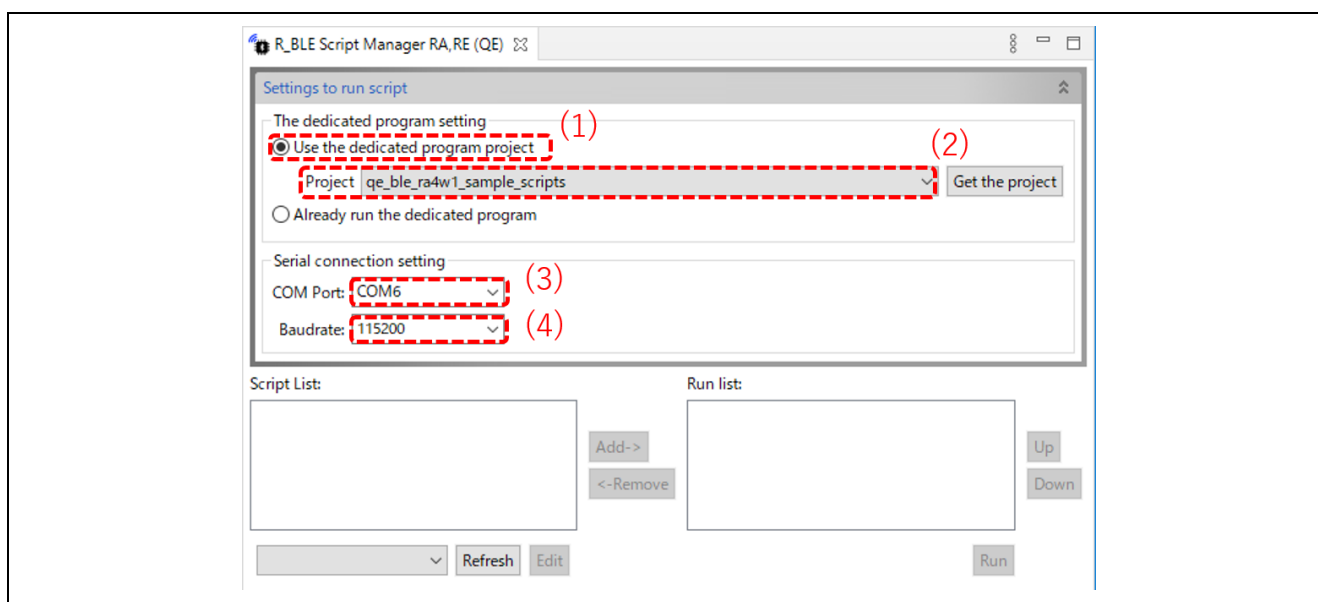 R_BLE Script Manager RA,RE (QE)
Settings to run script
The dedicated program setting
(1)
Use the dedicated program project
(2)
Project qe_ble_ra4w1_sample_scripts Get the project
Already run the dedicated program
Serial connection setting
COM Port: COM6 (3)
Baudrate: 115200 (4)
Script List: Run list:
Add-> Up
<-Remove Down
Refresh Edit Run